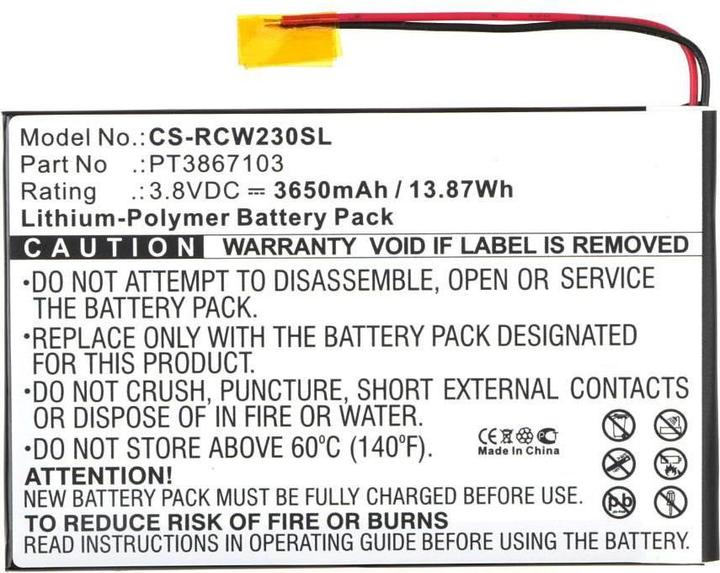 Model No.:CS-RCW230SL
Part No .:PT3867103
Rating .:3.8VDC ⎓ 3650mAh / 13.87Wh
Lithium-Polymer Battery Pack
CAUTION WARRANTY VOID IF LABEL IS REMOVED
•DO NOT ATTEMPT TO DISASSEMBLE, OPEN OR SERVICE
THE BATTERY PACK.
•REPLACE ONLY WITH THE BATTERY PACK DESIGNATED
FOR THIS PRODUCT.
•DO NOT CRUSH, PUNCTURE, SHORT EXTERNAL CONTACTS
OR DISPOSE OF IN FIRE OR WATER.
•DO NOT STORE ABOVE 60ºC (140ºF).
CE
Made In China
Pb
ATTENTION!
NEW BATTERY PACK MUST BE FULLY CHARGED BEFORE USE.
TO REDUCE RISK OF FIRE OR BURNS
READ INSTRUCTIONS IN OPERATING GUIDE BEFORE USING THE BATTERY.